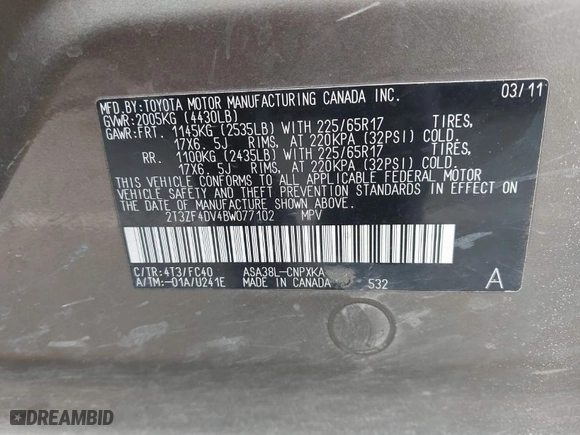 MFD.BY:TOYOTA MOTOR MANUFACTURING CANADA INC. 03/11
GVWR:2005KG (4430LB)
GAWR:FRT. 1145KG (2535LB) WITH 225/65R17 TIRES,
17X6.5J RIMS, AT 220KPA (32PSI) COLD.
RR. 1100KG (2435LB) WITH 225/65R17 TIRES,
17X6.5J RIMS, AT 220KPA (32PSI) COLD.
THIS VEHICLE CONFORMS TO ALL APPLICABLE FEDERAL MOTOR
VEHICLE SAFETY AND THEFT PREVENTION STANDARDS IN EFFECT ON
THE DATE OF MANUFACTURE SHOWN ABOVE.
2T3ZF4DV4BW077102 MPV
C/TR:4T3/FC40 ASA38L-CNPXKA A
A/TM:-01A/U241E MADE IN CANADA 532
DREAMBID